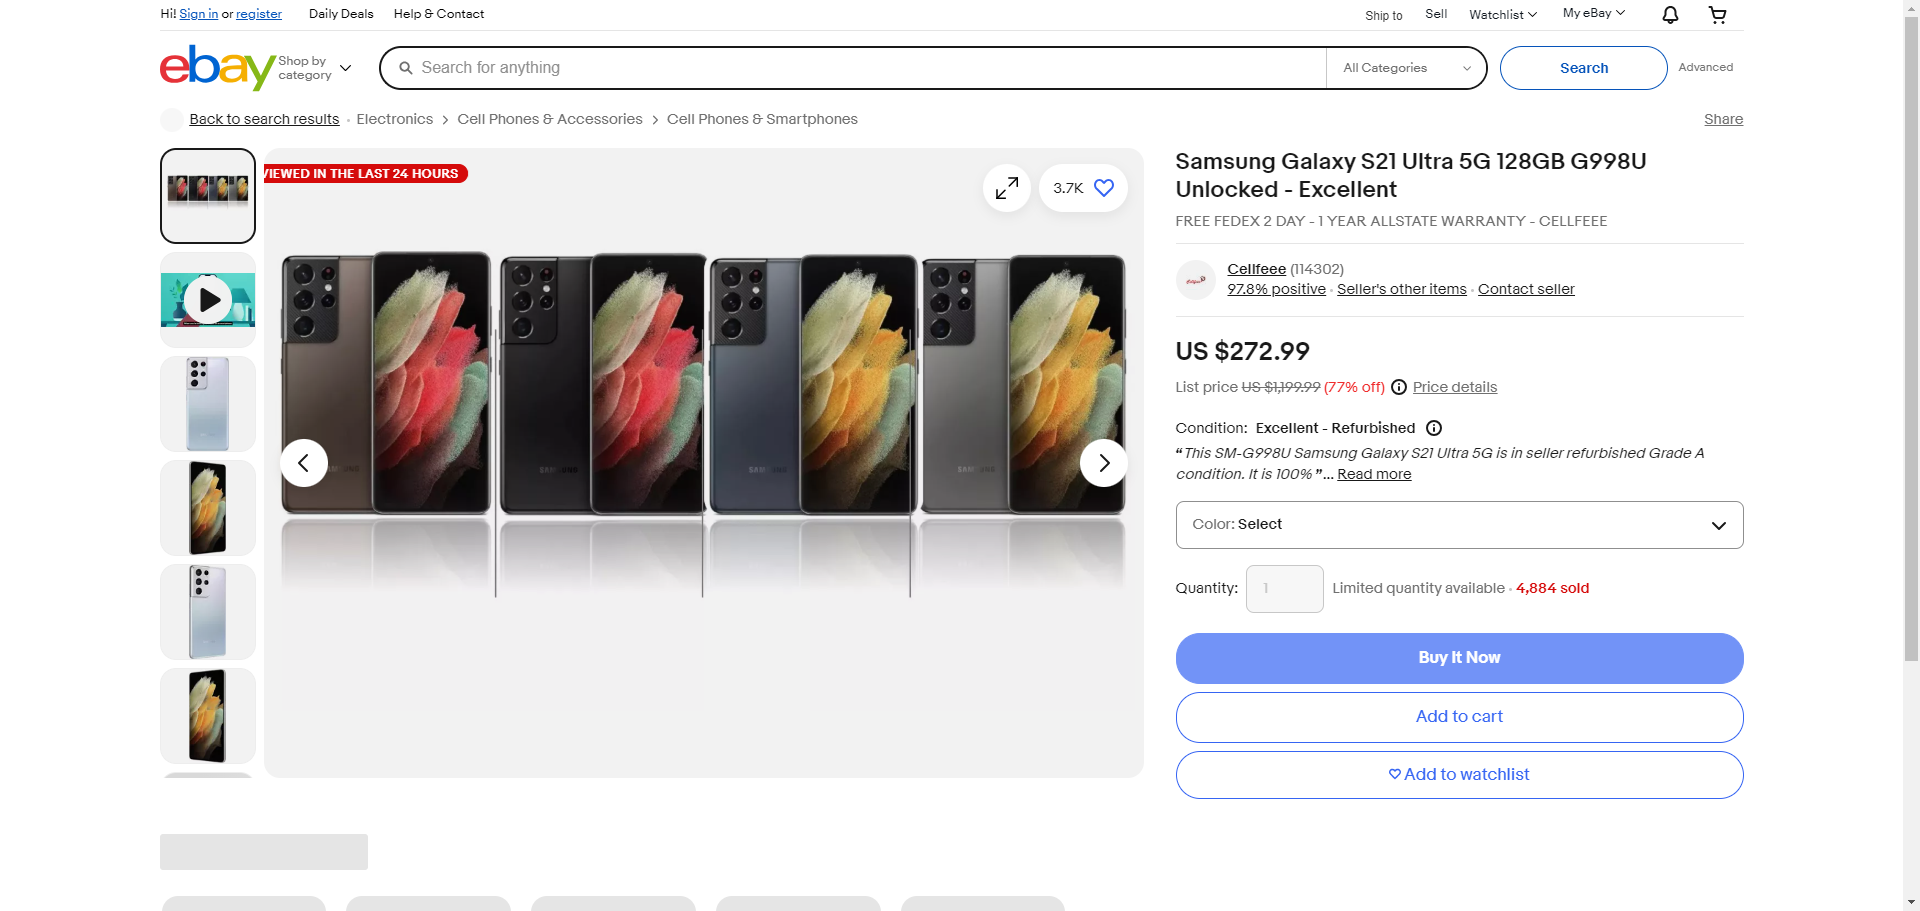 Hi! Sign in or register
Daily Deals
Help & Contact
Ship to
Sell
Watchlist
My eBay
ebay
Shop by
category
Search for anything
All Categories
Search
Advanced
Back to search results
Electronics
Cell Phones & Accessories
Cell Phones & Smartphones
Share
VIEWED IN THE LAST 24 HOURS
3.7K
Samsung Galaxy S21 Ultra 5G 128GB G998U
Unlocked - Excellent
FREE FEDEX 2 DAY - 1 YEAR ALLSTATE WARRANTY - CELLFEEE
Cellfeee (114302)
97.8% positive · Seller's other items · Contact seller
US $272.99
List price US $1,199.99 (77% off) Price details
Condition: Excellent - Refurbished
“This SM-G998U Samsung Galaxy S21 Ultra 5G is in seller refurbished Grade A
condition. It is 100% ”... Read more
Color: Select
Quantity: 1 Limited quantity available · 4,884 sold
Buy It Now
Add to cart
Add to watchlist